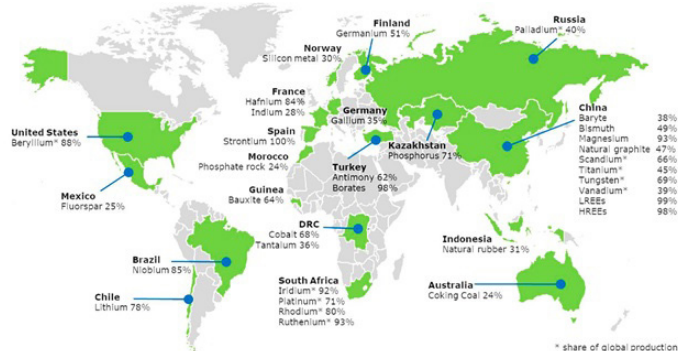 Finland
Germanium 51%
Russia
Palladium* 40%
Norway
Silicon metal 30%
France
Hafnium 84%
Indium 28%
Germany
Gallium 35%
China
Baryte 38%
Bismuth 49%
Magnesium 93%
Natural graphite 47%
Scandium* 66%
Titanium* 45%
Tungsten* 69%
Vanadium* 39%
LREEs 99%
HREEs 98%
United States
Beryllium* 88%
Spain
Strontium 100%
Kazakhstan
Phosphorus 71%
Morocco
Phosphate rock 24%
Turkey
Antimony 62%
Borates 98%
Mexico
Fluorspar 25%
Guinea
Bauxite 64%
DRC
Cobalt 68%
Tantalum 36%
Indonesia
Natural rubber 31%
Brazil
Niobium 85%
South Africa
Iridium* 92%
Platinum* 71%
Rhodium* 80%
Ruthenium* 93%
Australia
Coking Coal 24%
Chile
Lithium 78%
* share of global production